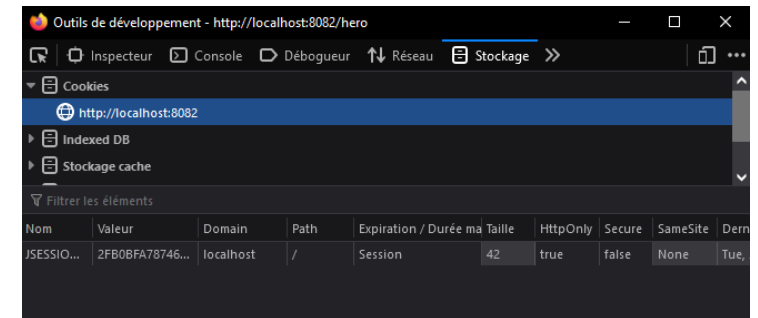 Outils de développement - http://localhost:8082/hero
Inspecteur Console Débogueur Réseau Stockage
Cookies
http://localhost:8082
Indexed DB
Stockage cache
Filtrer les éléments
Nom Valeur Domain Path Expiration / Durée ma Taille HttpOnly Secure SameSite Dern
JSESSIO... 2FB0BFA78746... localhost / Session 42 true false None Tue,